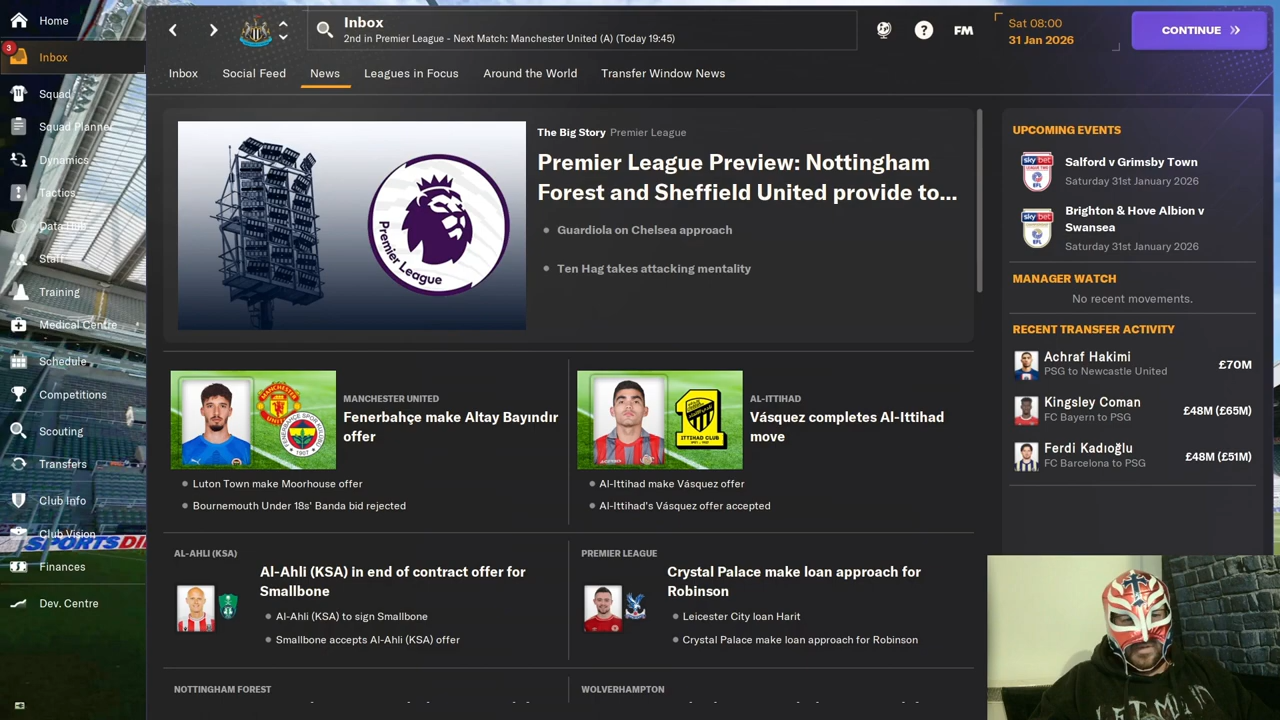 Home
3
Inbox
Squad
Squad Planner
Dynamics
Tactics
Data Hub
Staff
Training
Medical Centre
Schedule
Competitions
Scouting
Transfers
Club Info
Club Vision
SPORTS DI
Finances
Dev. Centre
Inbox
2nd in Premier League - Next Match: Manchester United (A) (Today 19:45)
?
FM
Sat 08:00
31 Jan 2026
CONTINUE
Inbox
Social Feed
News
Leagues in Focus
Around the World
Transfer Window News
Premier League
The Big Story Premier League
Premier League Preview: Nottingham
Forest and Sheffield United provide to...
Guardiola on Chelsea approach
Ten Hag takes attacking mentality
MANCHESTER UNITED
Fenerbahçe make Altay Bayındır
offer
Luton Town make Moorhouse offer
Bournemouth Under 18s' Banda bid rejected
AL-ITTIHAD
Vásquez completes Al-Ittihad
move
Al-Ittihad make Vásquez offer
Al-Ittihad's Vásquez offer accepted
AL-AHLI (KSA)
Al-Ahli (KSA) in end of contract offer for
Smallbone
Al-Ahli (KSA) to sign Smallbone
Smallbone accepts Al-Ahli (KSA) offer
PREMIER LEAGUE
Crystal Palace make loan approach for
Robinson
Leicester City loan Harit
Crystal Palace make loan approach for Robinson
NOTTINGHAM FOREST
WOLVERHAMPTON
UPCOMING EVENTS
Salford v Grimsby Town
Saturday 31st January 2026
Brighton & Hove Albion v
Swansea
Saturday 31st January 2026
MANAGER WATCH
No recent movements.
RECENT TRANSFER ACTIVITY
Achraf Hakimi
PSG to Newcastle United
£70M
Kingsley Coman
FC Bayern to PSG
£48M (£65M)
Ferdi Kadıoğlu
FC Barcelona to PSG
£48M (£51M)